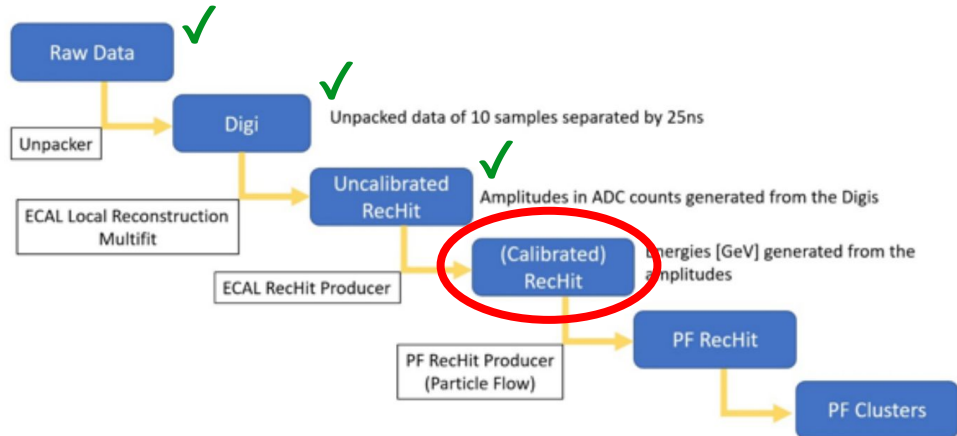 Raw Data
Unpacker
Digi
Unpacked data of 10 samples separated by 25ns
ECAL Local Reconstruction
Multifit
Uncalibrated
RecHit
Amplitudes in ADC counts generated from the Digis
ECAL RecHit Producer
(Calibrated)
RecHit
Energies [GeV] generated from the
amplitudes
PF RecHit Producer
(Particle Flow)
PF RecHit
PF Clusters